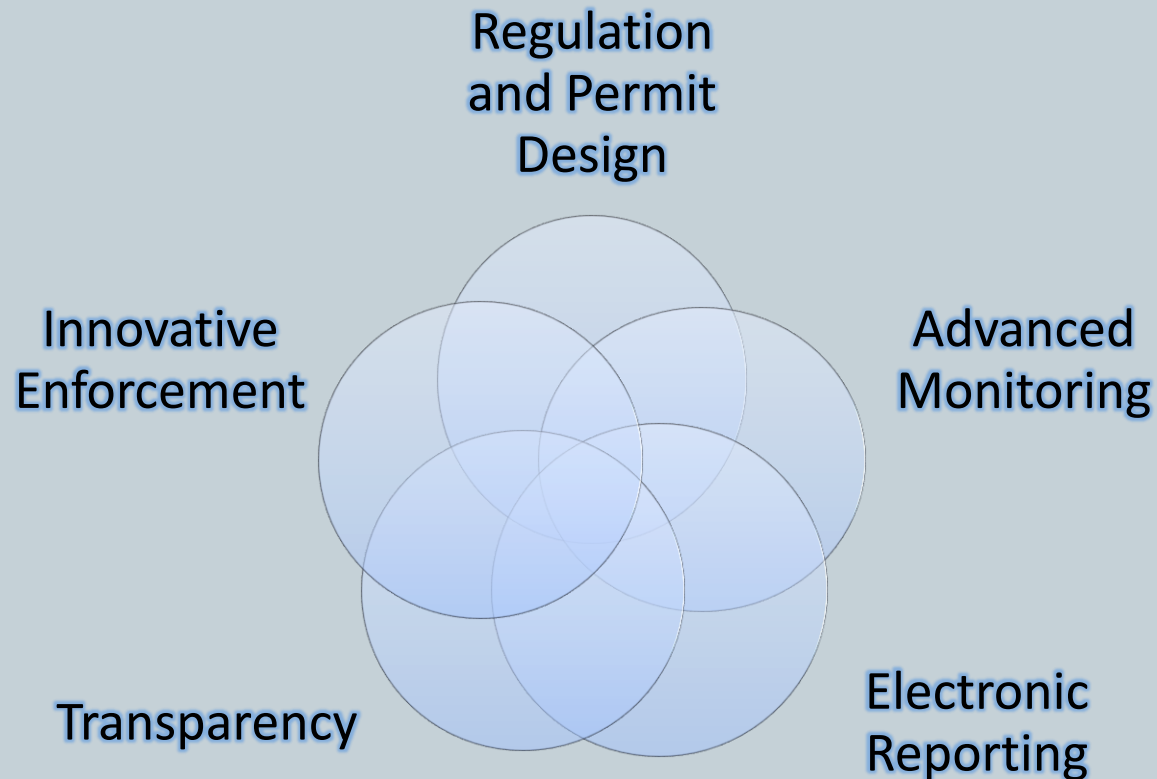 Regulation
and Permit
Design
Innovative
Enforcement
Advanced
Monitoring
Transparency
Electronic
Reporting